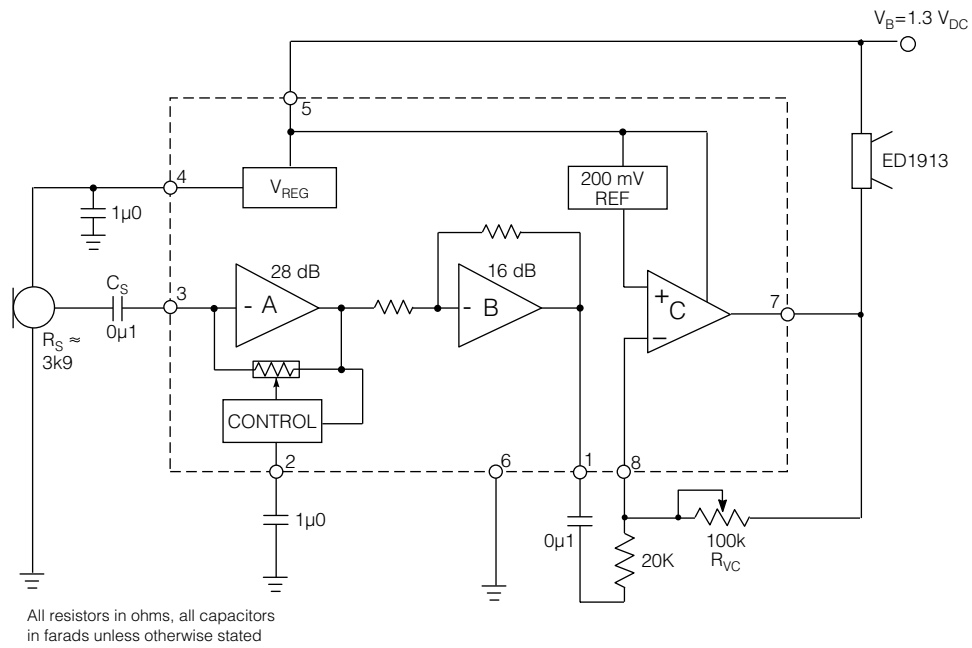 V_B=1.3 V_DC
5
4
V_REG
200 mV
REF
ED1913
1µ0
28 dB
16 dB
C_S
3
- A
- B
+
C
−
7
0µ1
R_S ≈
3k9
CONTROL
2
6
1
8
1µ0
0µ1
20K
100k
R_VC
All resistors in ohms, all capacitors
in farads unless otherwise stated